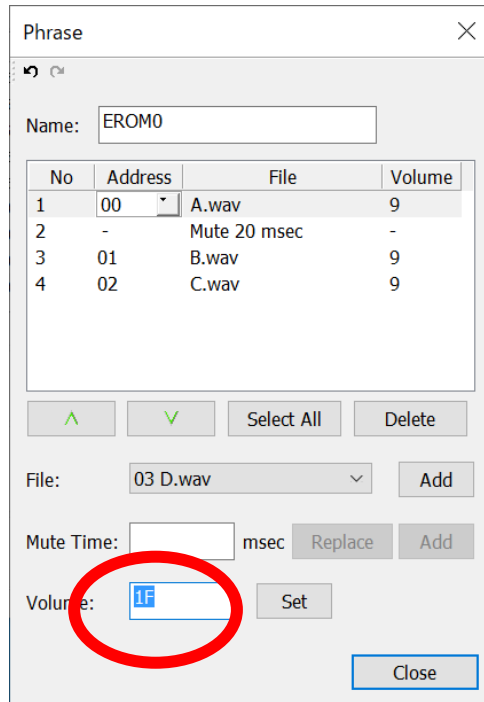 Phrase
Name: EROM0
No Address File Volume
1 00 A.wav 9
2 - Mute 20 msec -
3 01 B.wav 9
4 02 C.wav 9
Select All Delete
File: 03 D.wav Add
Mute Time: msec Replace Add
Volume: 1F Set
Close